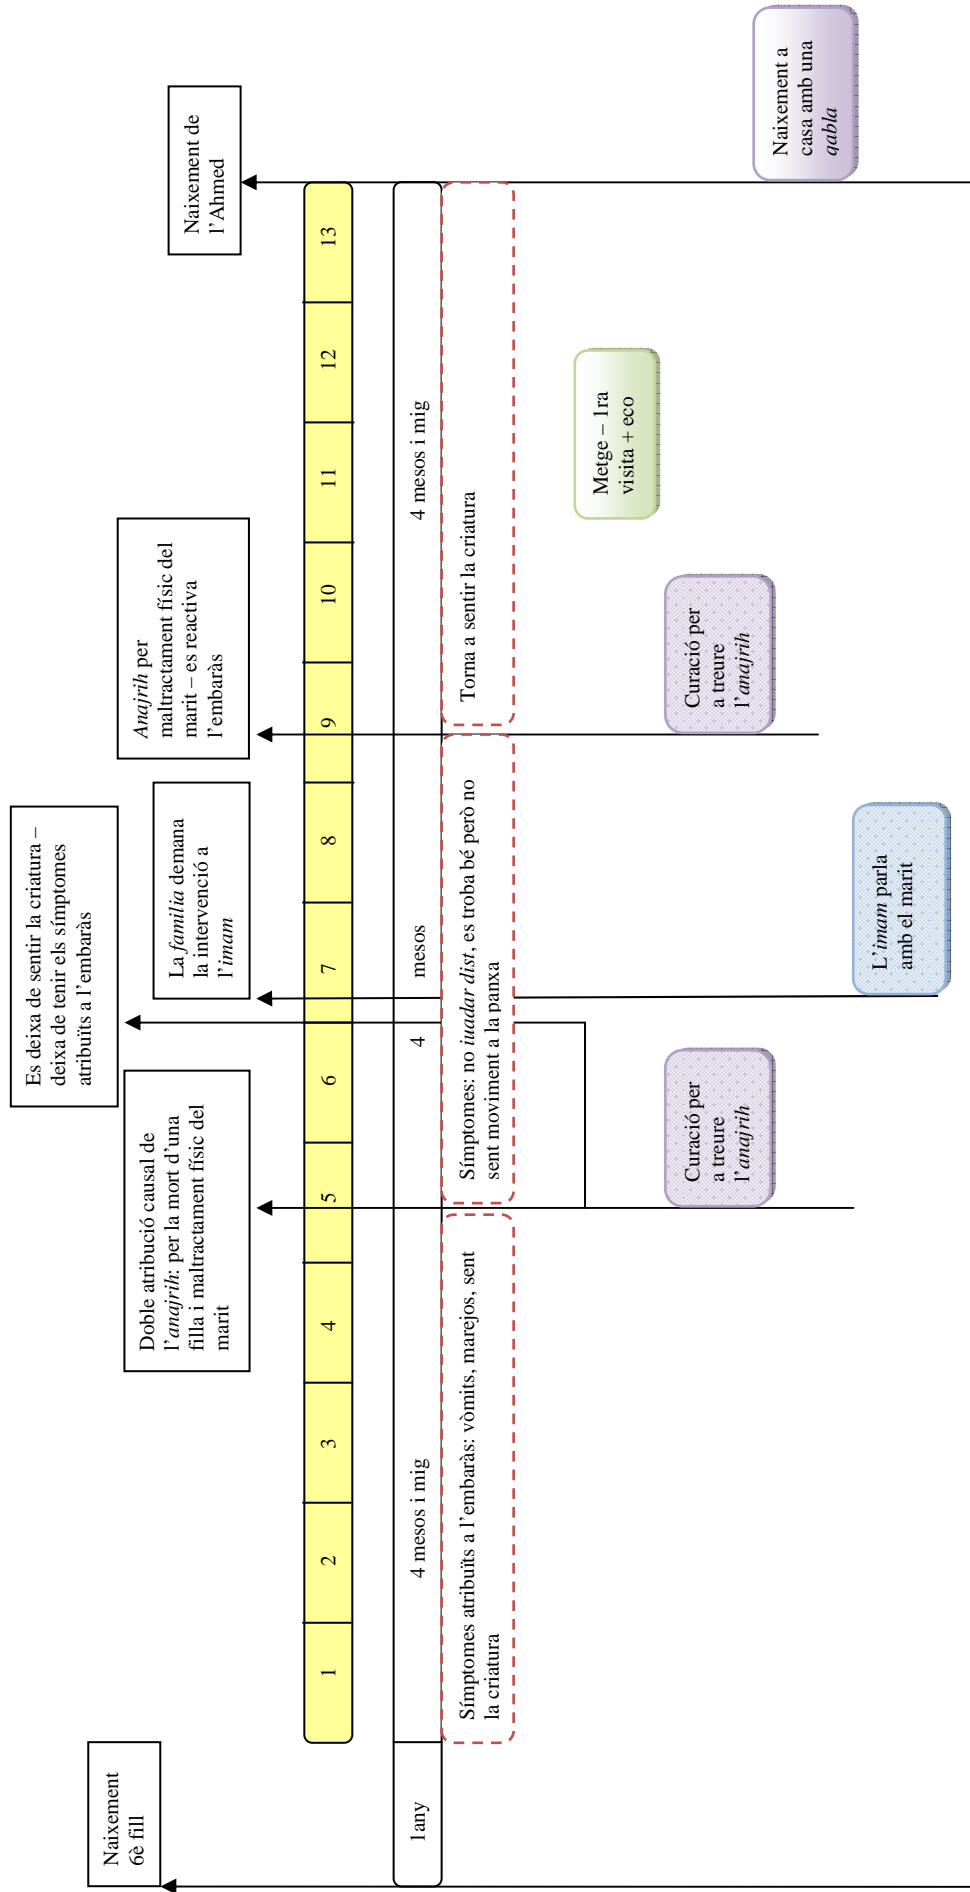 Naixement
6è fill
Doble atribució causal de
l’anajrih: per la mort d’una
filla i maltractament físic del
marit
Es deixa de sentir la criatura –
deixa de tenir els símptomes
atribuïts a l’embaràs
La familia demana
la intervenció a
l’imam
Anajrih per
maltractament físic del
marit – es reactiva
l’embaràs
Naixement de
l’Ahmed
1 2 3 4 5 6 7 8 9 10 11 12 13
1any 4 mesos i mig 4 mesos 4 mesos i mig
Símptomes atribuïts a l’embaràs: vòmits, marejos, sent
la criatura
Símptomes: no iuadar dist, es troba bé però no
sent moviment a la panxa
Torna a sentir la criatura
Curació per
a treure
l’anajrih
L’imam parla
amb el marit
Curació per
a treure
l’anajrih
Metge – 1ra
visita + eco
Naixement a
casa amb una
qabla